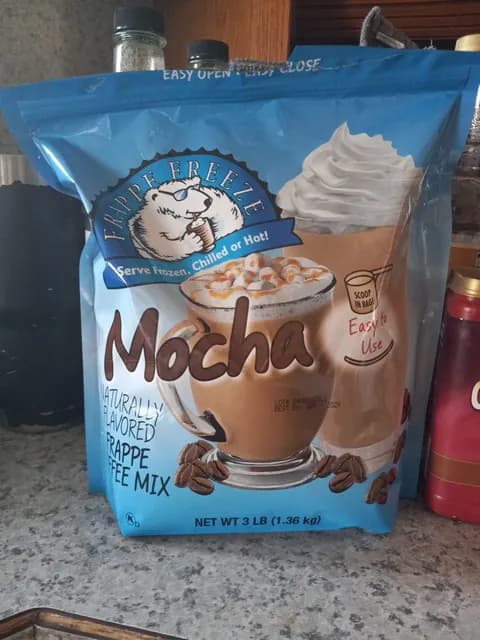 EASY OPEN EASY CLOSE
FRAPPE FREEZE
Serve Frozen, Chilled or Hot!
SCOOP
IN BAG!
Easy to
Use
Mocha
NATURALLY
FLAVORED
FRAPPE
FFEE MIX
NET WT 3 LB (1.36 kg)
K D